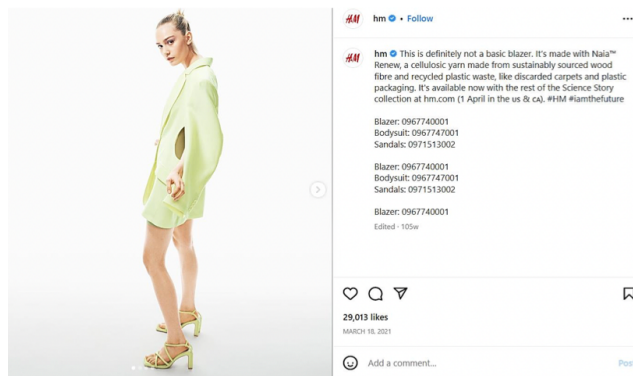 H&M hm • Follow
H&M hm This is definitely not a basic blazer. It's made with Naia™
Renew, a cellulosic yarn made from sustainably sourced wood
fibre and recycled plastic waste, like discarded carpets and plastic
packaging. It's available now with the rest of the Science Story
collection at hm.com (1 April in the us & ca). #HM #iamthefuture
Blazer: 0967740001
Bodysuit: 0967747001
Sandals: 0971513002
Blazer: 0967740001
Bodysuit: 0967747001
Sandals: 0971513002
Blazer: 0967740001
Edited · 105w
29,013 likes
MARCH 18, 2021
Add a comment...
Pos